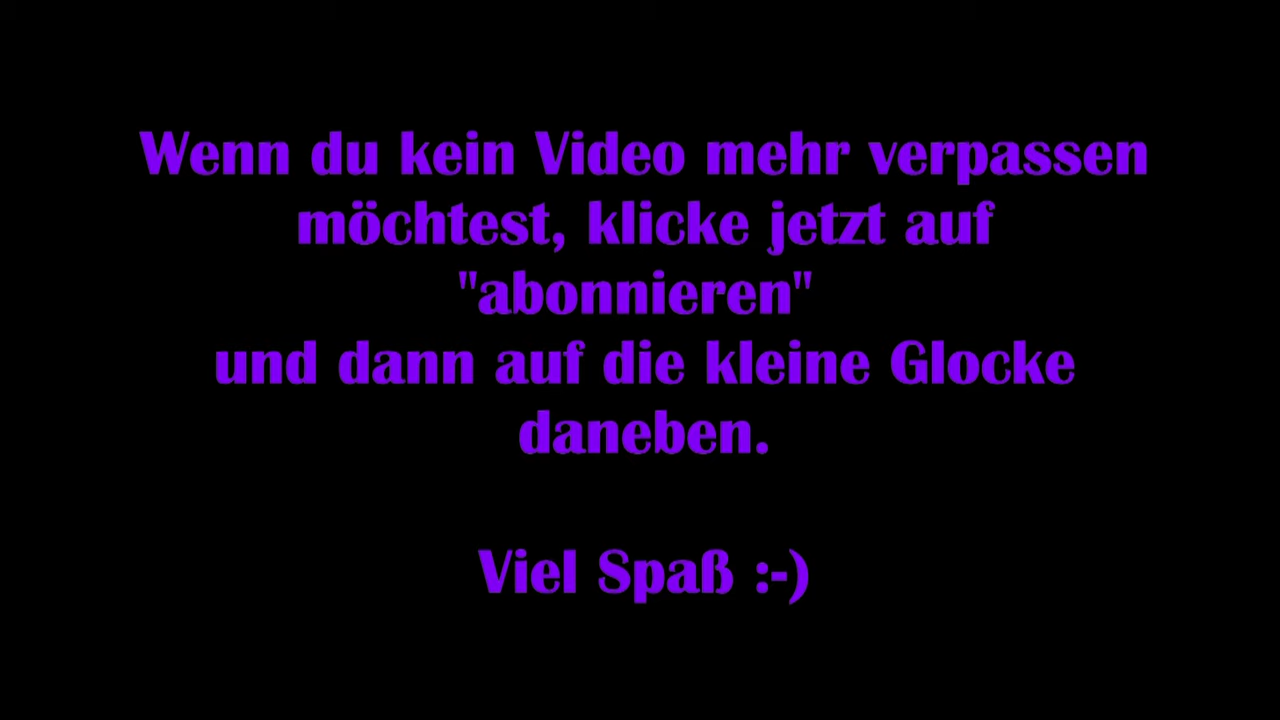 Wenn du kein Video mehr verpassen
möchtest, klicke jetzt auf
"abonnieren"
und dann auf die kleine Glocke
daneben.
Viel Spaß :-)